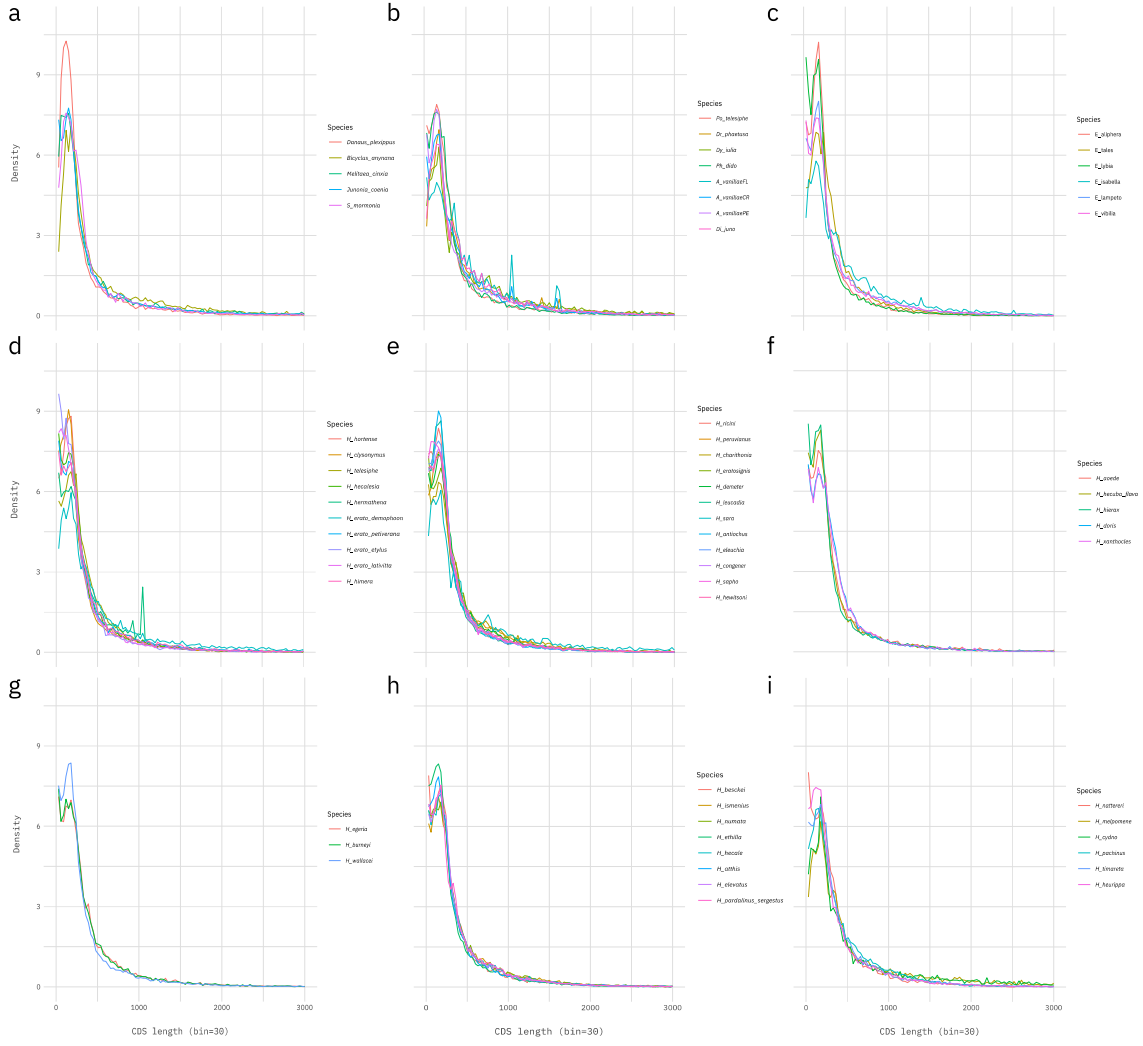 a
b
c
9
6
3
0
Density
Species
Danaus_plexippus
Bicyclus_anynana
Melitaea_cinxia
Junonia_coenia
S_mormonia
Species
Po_telesiphe
Dr_phaetusa
Dy_iulia
Ph_dido
A_vanillaeFL
A_vanillaeCR
A_vanillaePE
Di_juno
Species
E_aliphera
E_tales
E_lybia
E_isabella
E_lampeto
E_vibilia
d
e
f
9
6
3
0
Density
Species
H_hortense
H_clysonymus
H_telesiphe
H_hecalesia
H_hermathena
H_erato_demophoon
H_erato_petiverana
H_erato_etylus
H_erato_lativitta
H_himera
Species
H_ricini
H_peruvianus
H_charithonia
H_eratosignis
H_demeter
H_leucadia
H_sara
H_antiochus
H_eleuchia
H_congener
H_sapho
H_hewitsoni
Species
H_aoede
H_hecuba_flava
H_hierax
H_doris
H_xanthocles
g
h
i
9
6
3
0
Density
Species
H_egeria
H_burneyi
H_wallacei
Species
H_besckei
H_ismenius
H_numata
H_ethilla
H_hecale
H_atthis
H_elevatus
H_pardalinus_sergestus
Species
H_nattereri
H_melpomene
H_cydno
H_pachinus
H_timareta
H_heurippa
0 1000 2000 3000
0 1000 2000 3000
0 1000 2000 3000
CDS length (bin=30)
CDS length (bin=30)
CDS length (bin=30)